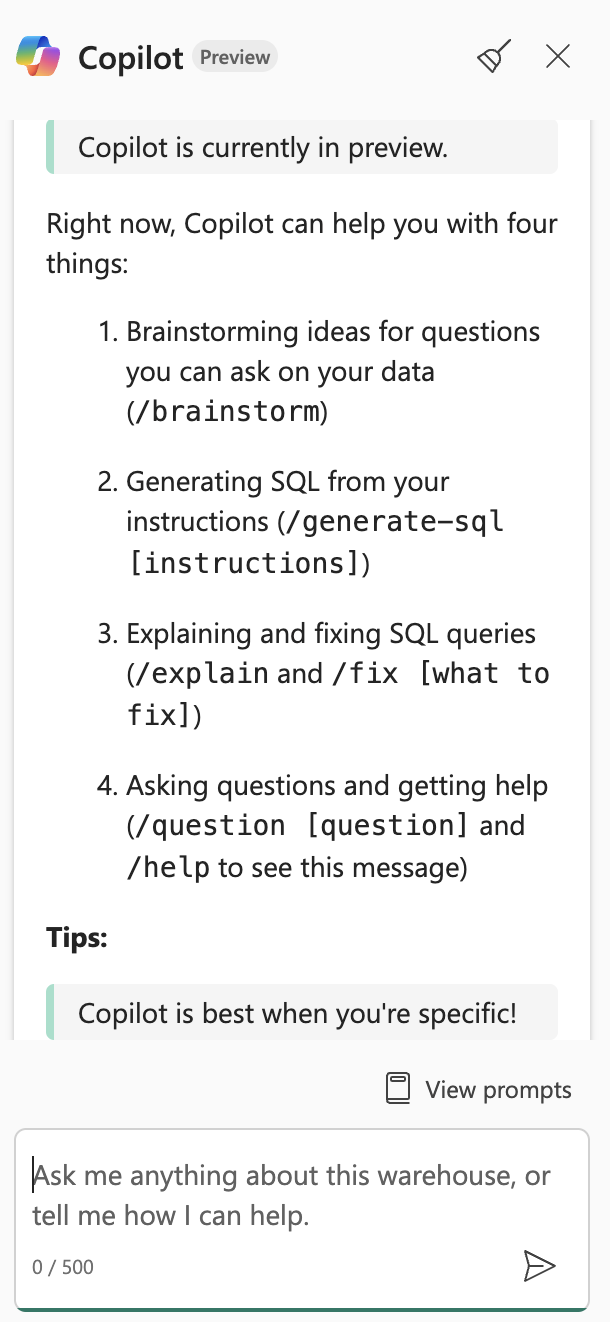 Copilot Preview
Copilot is currently in preview.
Right now, Copilot can help you with four
things:
1. Brainstorming ideas for questions
you can ask on your data
(/brainstorm)
2. Generating SQL from your
instructions (/generate-sql
[instructions])
3. Explaining and fixing SQL queries
(/explain and /fix [what to
fix])
4. Asking questions and getting help
(/question [question] and
/help to see this message)
Tips:
Copilot is best when you're specific!
View prompts
Ask me anything about this warehouse, or
tell me how I can help.
0 / 500